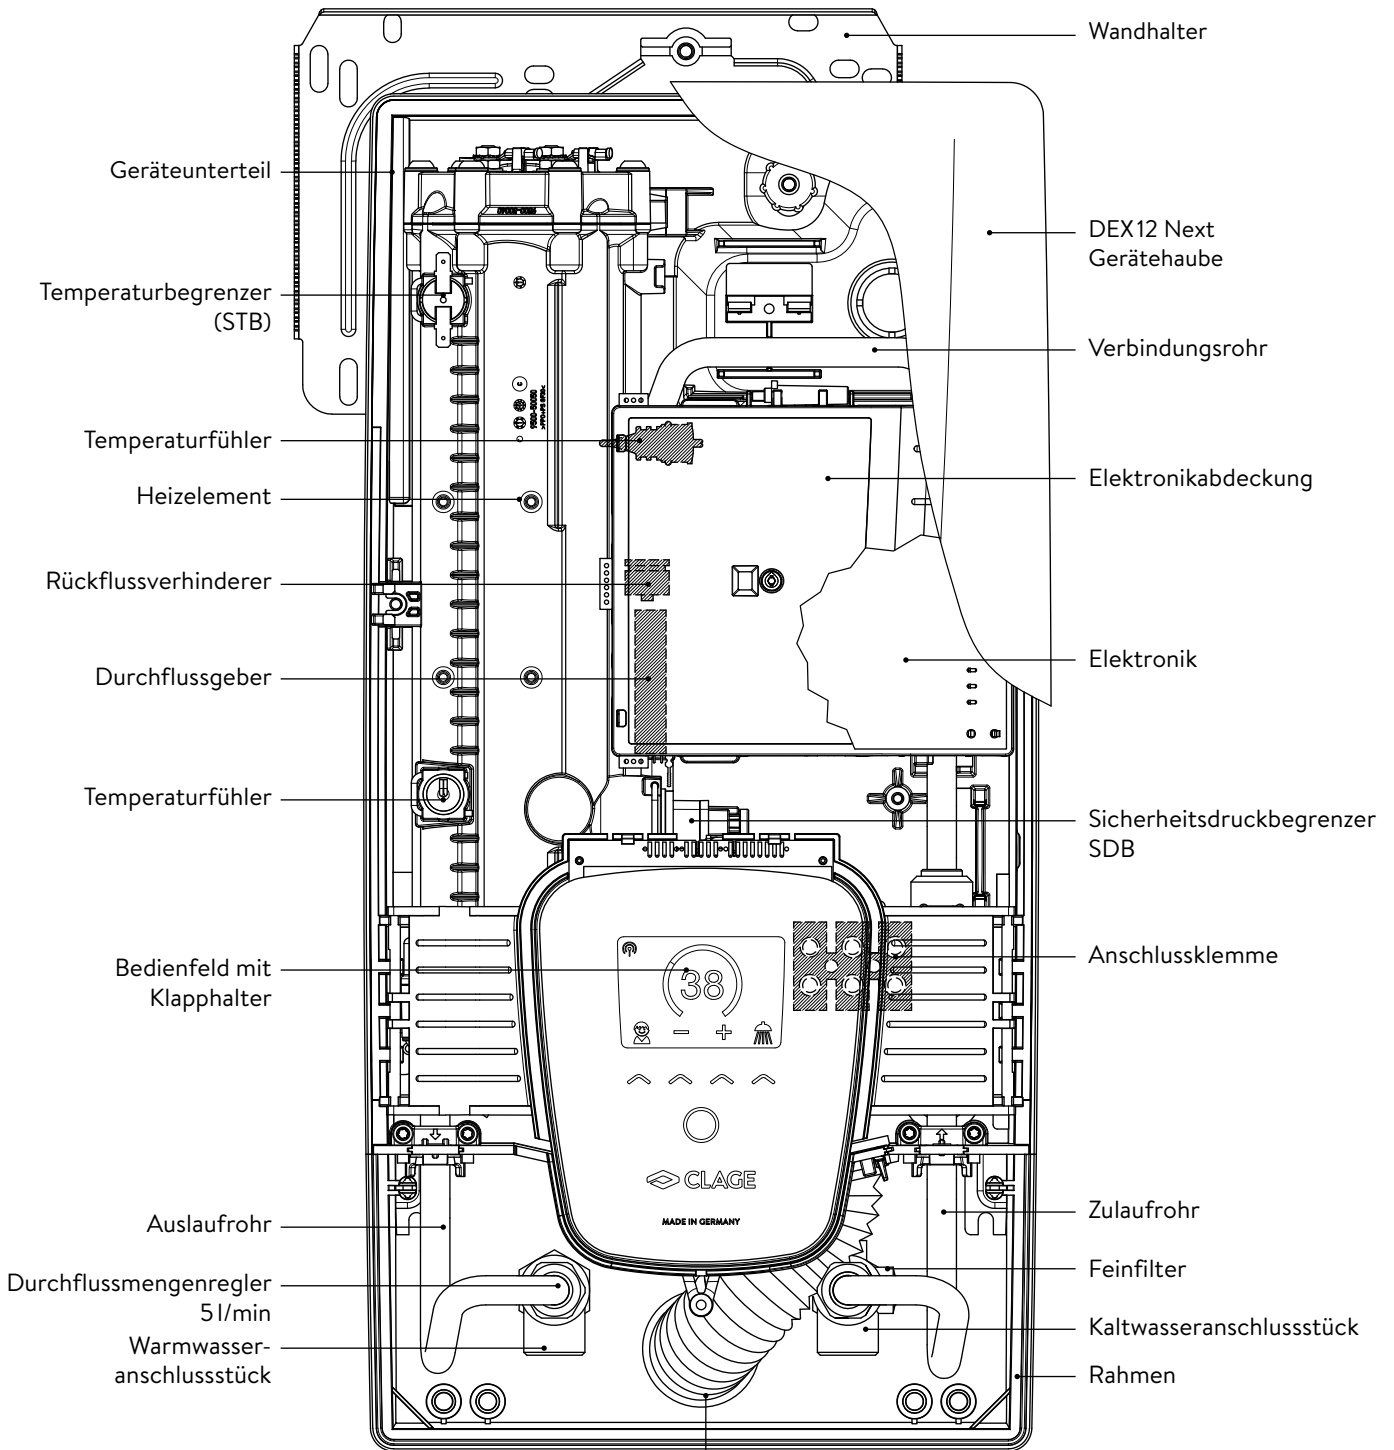 Wandhalter
Geräteunterteil
DEX12 Next
Gerätehaube
Temperaturbegrenzer
(STB)
Verbindungsrohr
Temperaturfühler
Elektronikabdeckung
Heizelement
Rückflussverhinderer
Durchflussgeber
Elektronik
Temperaturfühler
Sicherheitsdruckbegrenzer
SDB
Bedienfeld mit
Klapphalter
38
Anschlussklemme
CLAGE
MADE IN GERMANY
Auslaufrohr
Zulaufrohr
Durchflussmengenregler
5 l/min
Feinfilter
Warmwasser-
anschlussstück
Kaltwasseranschlussstück
Rahmen